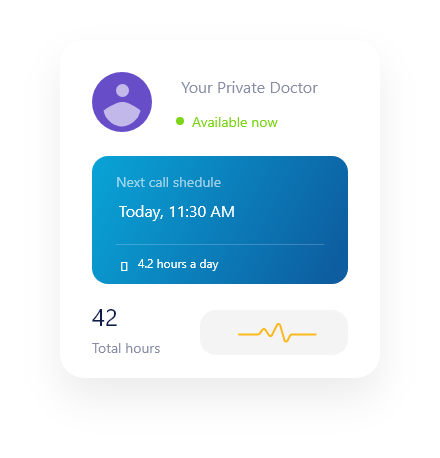 Your Private Doctor
Available now
Next call shedule
Today, 11:30 AM
4.2 hours a day
42
Total hours